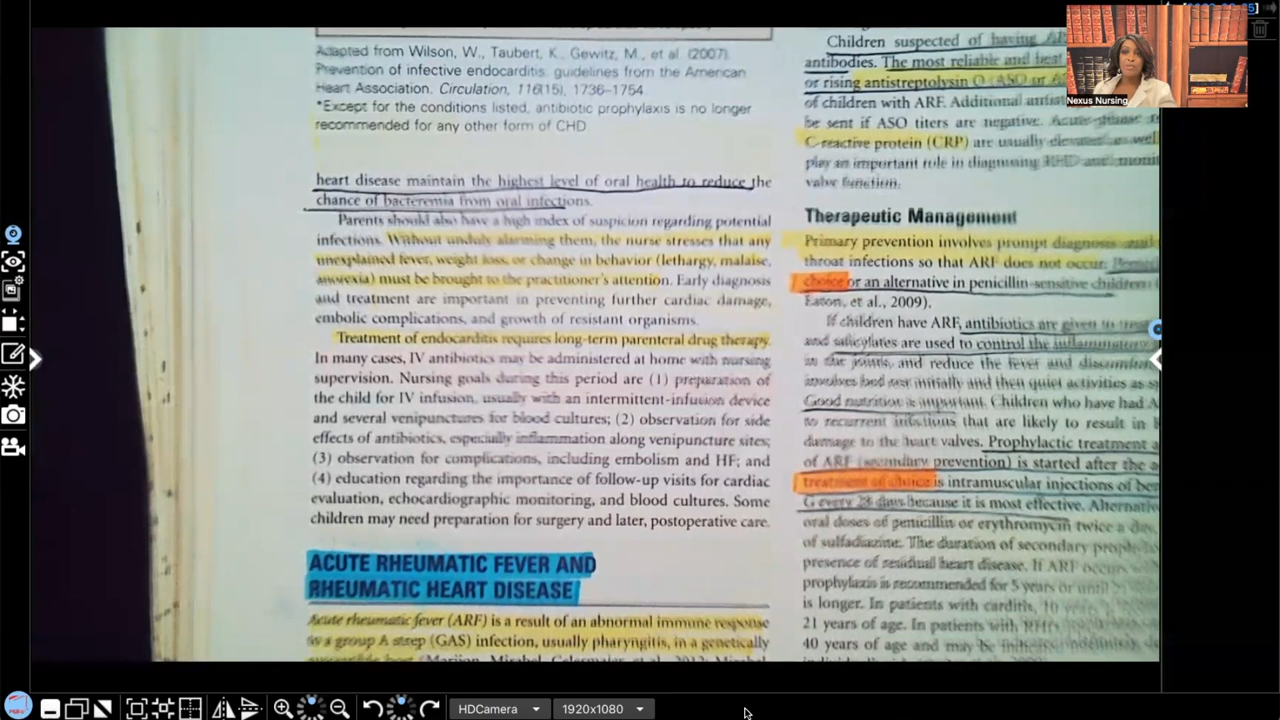 Adapted from Wilson, W., Taubert, K., Gewitz, M., et al. (2007).
Prevention of infective endocarditis: guidelines from the American
Heart Association. Circulation, 116(15), 1736–1754.
*Except for the conditions listed, antibiotic prophylaxis is no longer
recommended for any other form of CHD
heart disease maintain the highest level of oral health to reduce the
chance of bacteremia from oral infections.
Parents should also have a high index of suspicion regarding potential
infections. Without unduly alarming them, the nurse stresses that any
unexplained fever, weight loss, or change in behavior (lethargy, malaise,
anorexia) must be brought to the practitioner's attention. Early diagnosis
and treatment are important in preventing further cardiac damage,
embolic complications, and growth of resistant organisms.
Treatment of endocarditis requires long-term parenteral drug therapy.
In many cases, IV antibiotics may be administered at home with nursing
supervision. Nursing goals during this period are (1) preparation of
the child for IV infusion, usually with an intermittent-infusion device
and several venipunctures for blood cultures; (2) observation for side
effects of antibiotics, especially inflammation along venipuncture sites;
(3) observation for complications, including embolism and HF; and
(4) education regarding the importance of follow-up visits for cardiac
evaluation, echocardiographic monitoring, and blood cultures. Some
children may need preparation for surgery and later, postoperative care.
ACUTE RHEUMATIC FEVER AND
RHEUMATIC HEART DISEASE
Acute rheumatic fever (ARF) is a result of an abnormal immune response
to a group A strep (GAS) infection, usually pharyngitis, in a genetically
Children suspected of having
antibodies. The most reliable and best
or rising antistreptolysin O (ASO or
of children with ARF. Additional
be sent if ASO titers are negative.
C-reactive protein (CRP) are usually elevated as well
play an important role in diagnosing RHD and
valve function.
Therapeutic Management
Primary prevention involves prompt diagnosis and
throat infections so that ARF does not occur.
choice or an alternative in penicillin-sensitive children
Eaton, et al., 2009).
If children have ARF, antibiotics are given to treat
and salicylates are used to control the inflammatory
in the joints, and reduce the fever and
involves bed rest initially and then quiet activities as
Good nutrition is important. Children who have had
to recurrent infections that are likely to result in
damage to the heart valves. Prophylactic treatment
of ARF (secondary prevention) is started after the
treatment of choice is intramuscular injections of
G every 28 days because it is most effective.
oral doses of penicillin or erythromycin twice a
of sulfadiazine. The duration of secondary
presence of residual heart disease. If ARF occurs
prophylaxis is recommended for 5 years or until
is longer. In patients with carditis, 10 years
21 years of age. In patients with
40 years of age and may be
Nexus Nursing
HDCamera
1920x1080